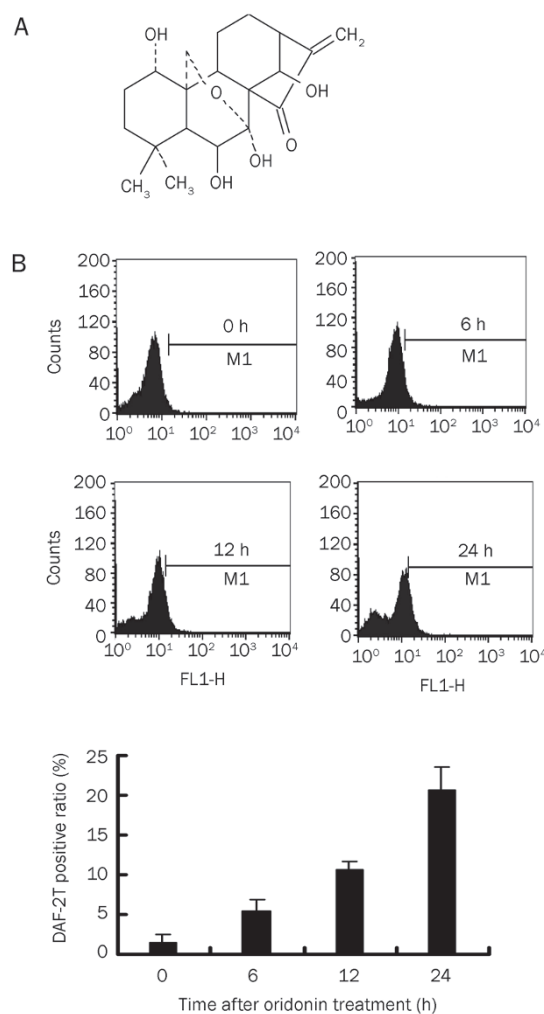 A
OH
CH2
O
OH
O
OH
CH3
CH3
OH
B
200
160
120
80
40
0
Counts
0 h
M1
10^0 10^1 10^2 10^3 10^4
200
160
120
80
40
0
6 h
M1
10^0 10^1 10^2 10^3 10^4
200
160
120
80
40
0
Counts
12 h
M1
10^0 10^1 10^2 10^3 10^4
FL1-H
200
160
120
80
40
0
24 h
M1
10^0 10^1 10^2 10^3 10^4
FL1-H
DAF-2T positive ratio (%)
25
20
15
10
5
0
0 6 12 24
Time after oridonin treatment (h)